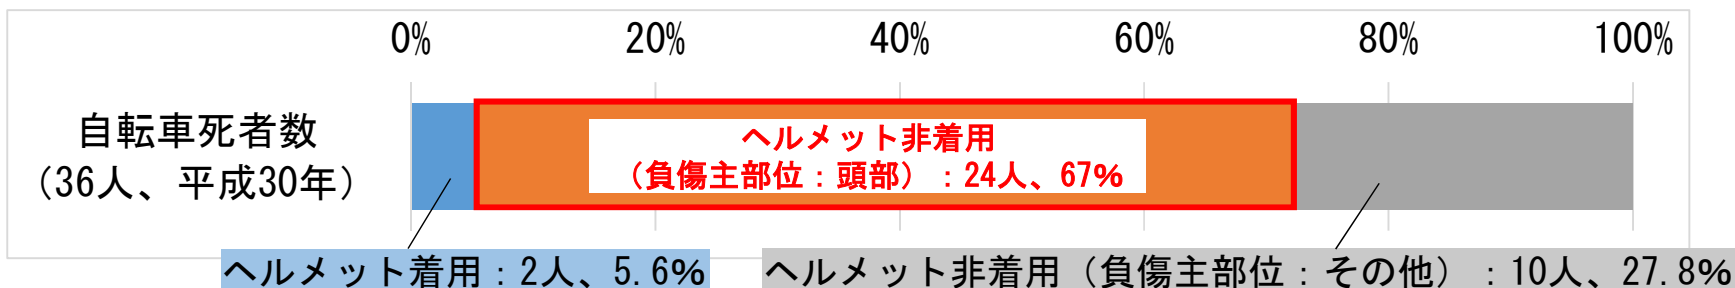 0% 20% 40% 60% 80% 100%
自転車死者数
（36人、平成30年）
ヘルメット非着用
（負傷主部位：頭部）：24人、67%
ヘルメット着用：2人、5.6%
ヘルメット非着用（負傷主部位：その他）：10人、27.8%